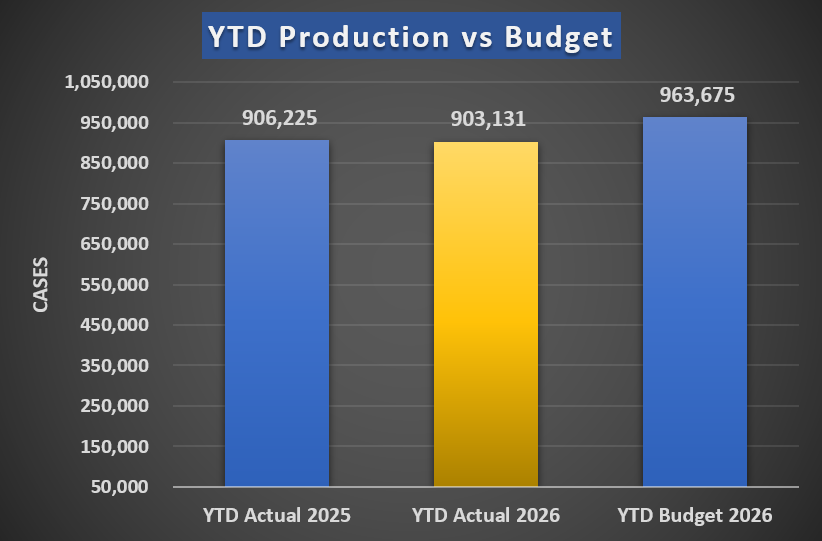 YTD Production vs Budget
1,050,000
950,000
850,000
750,000
650,000
550,000
450,000
350,000
250,000
150,000
50,000
CASES
906,225
903,131
963,675
YTD Actual 2025
YTD Actual 2026
YTD Budget 2026